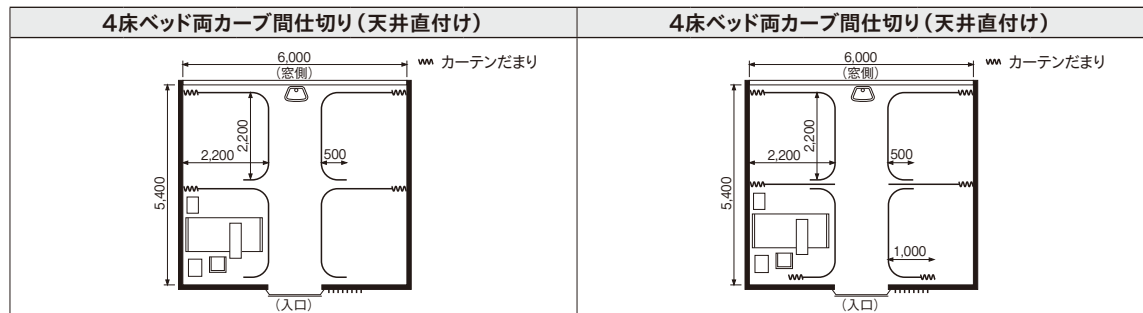 4床ベッド両カーブ間仕切り(天井直付け)
6,000
(窓側)
カーテンだまり
2,200
2,200
500
5,400
(入口)
4床ベッド両カーブ間仕切り(天井直付け)
6,000
(窓側)
カーテンだまり
2,200
2,200
500
5,400
1,000
(入口)